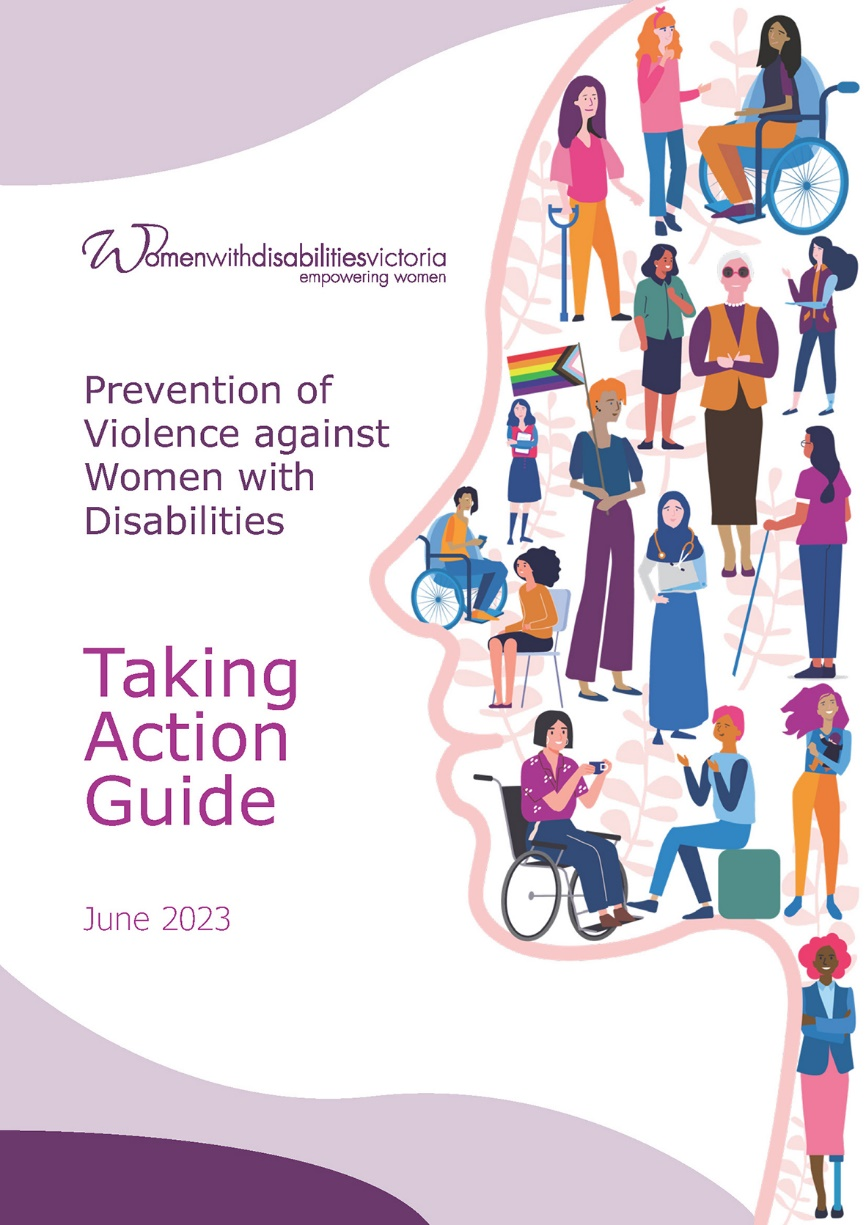 Womenwithdisabilitiesvictoria
empowering women
Prevention of
Violence against
Women with
Disabilities
Taking
Action
Guide
June 2023